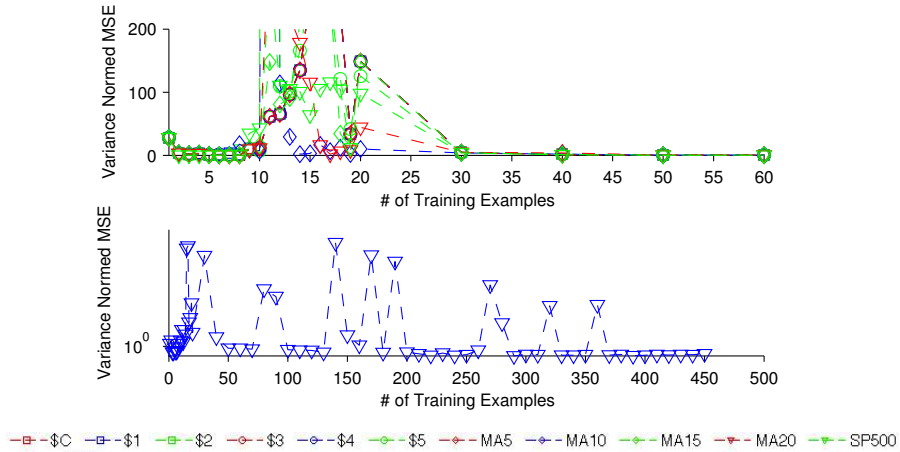 200
100
0
5 10 15 20 25 30 35 40 45 50 55 60
Variance Normed MSE
# of Training Examples
10^0
0 50 100 150 200 250 300 350 400 450 500
Variance Normed MSE
# of Training Examples
$C $1 $2 $3 $4 $5 MA5 MA10 MA15 MA20 SP500